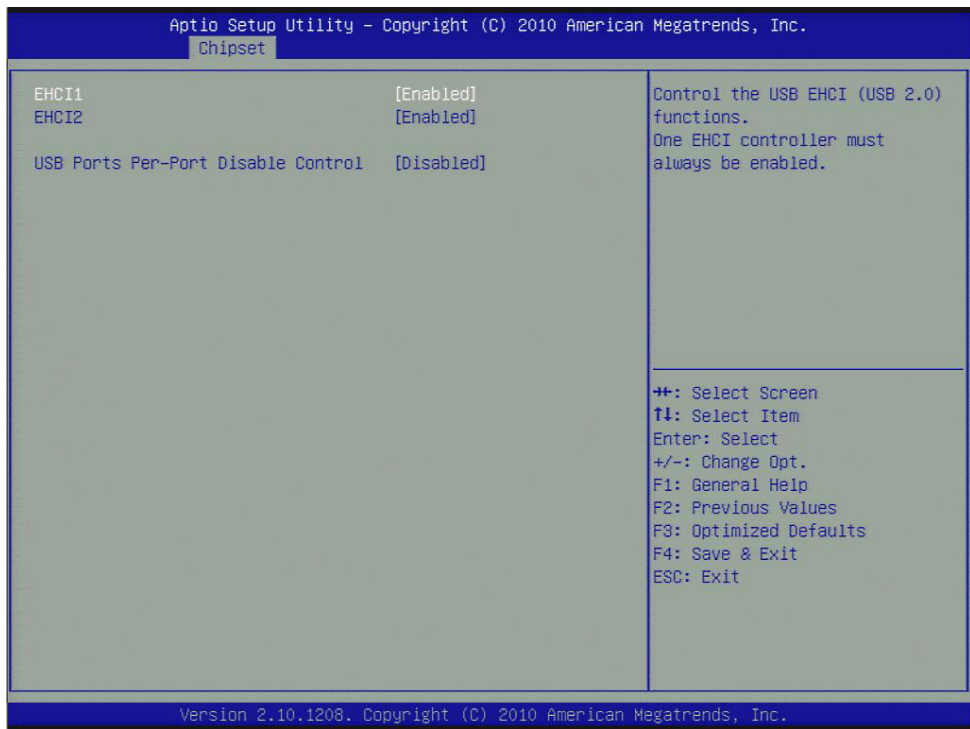 Aptio Setup Utility – Copyright (C) 2010 American Megatrends, Inc.
Chipset
EHCI1 [Enabled]
EHCI2 [Enabled]
USB Ports Per-Port Disable Control [Disabled]
Control the USB EHCI (USB 2.0)
functions.
One EHCI controller must
always be enabled.
→←: Select Screen
↑↓: Select Item
Enter: Select
+/-: Change Opt.
F1: General Help
F2: Previous Values
F3: Optimized Defaults
F4: Save & Exit
ESC: Exit
Version 2.10.1208. Copyright (C) 2010 American Megatrends, Inc.